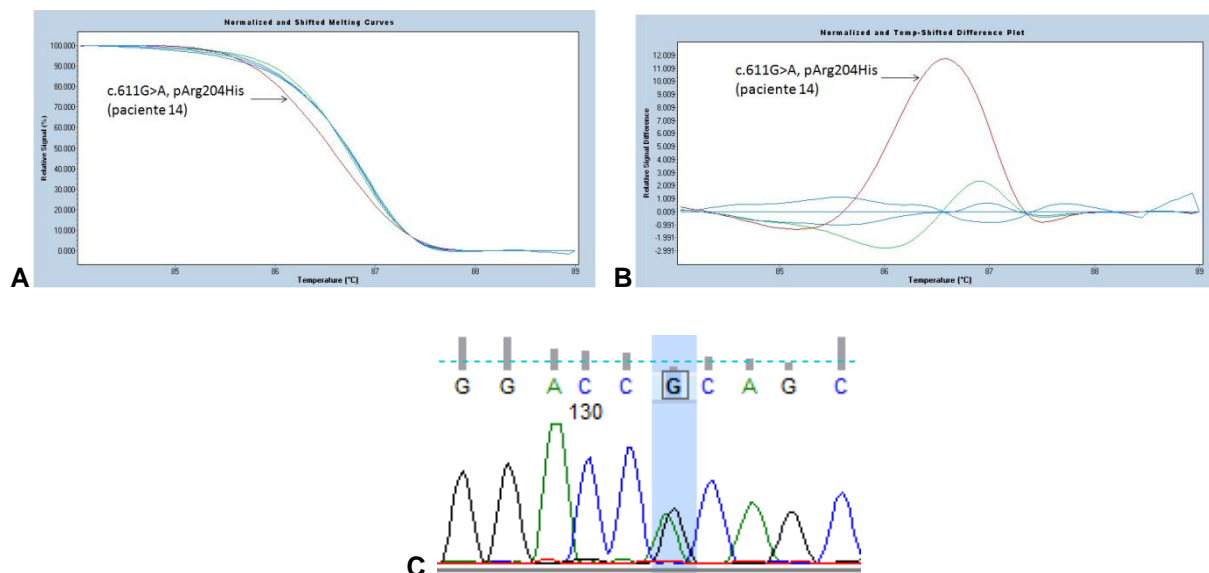 Normalized and Shifted Melting Curves
100.000
90.000
80.000
70.000
60.000
50.000
40.000
30.000
20.000
10.000
0.000
Relative Signal (%)
c.611G>A, pArg204His
(paciente 14)
85
86
87
88
89
Temperature (°C)
A
Normalized and Temp-Shifted Difference Plot
12.009
11.009
10.009
9.009
8.009
7.009
6.009
5.009
4.009
3.009
2.009
1.009
0.009
-0.991
-1.991
-2.991
Relative Signal Difference
c.611G>A, pArg204His
(paciente 14)
85
86
87
88
89
Temperature (°C)
B
G G A C C G C A G C
130
C